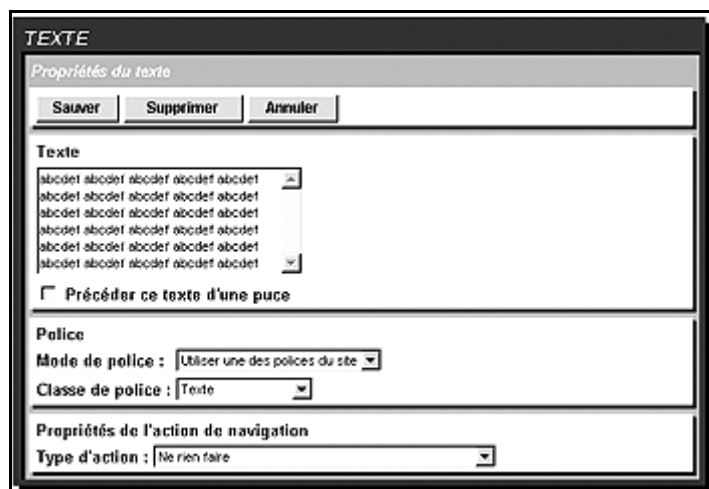 TEXTE
Propriétés du texte
Sauver Supprimer Annuler
Texte
abcdef abcdef abcdef abcdef abcdef
abcdef abcdef abcdef abcdef abcdef
abcdef abcdef abcdef abcdef abcdef
abcdef abcdef abcdef abcdef abcdef
abcdef abcdef abcdef abcdef abcdef
abcdef abcdef abcdef abcdef abcdef
Précéder ce texte d'une puce
Police
Mode de police : Utiliser une des polices du site
Classe de police : Texte
Propriétés de l'action de navigation
Type d'action : Ne rien faire